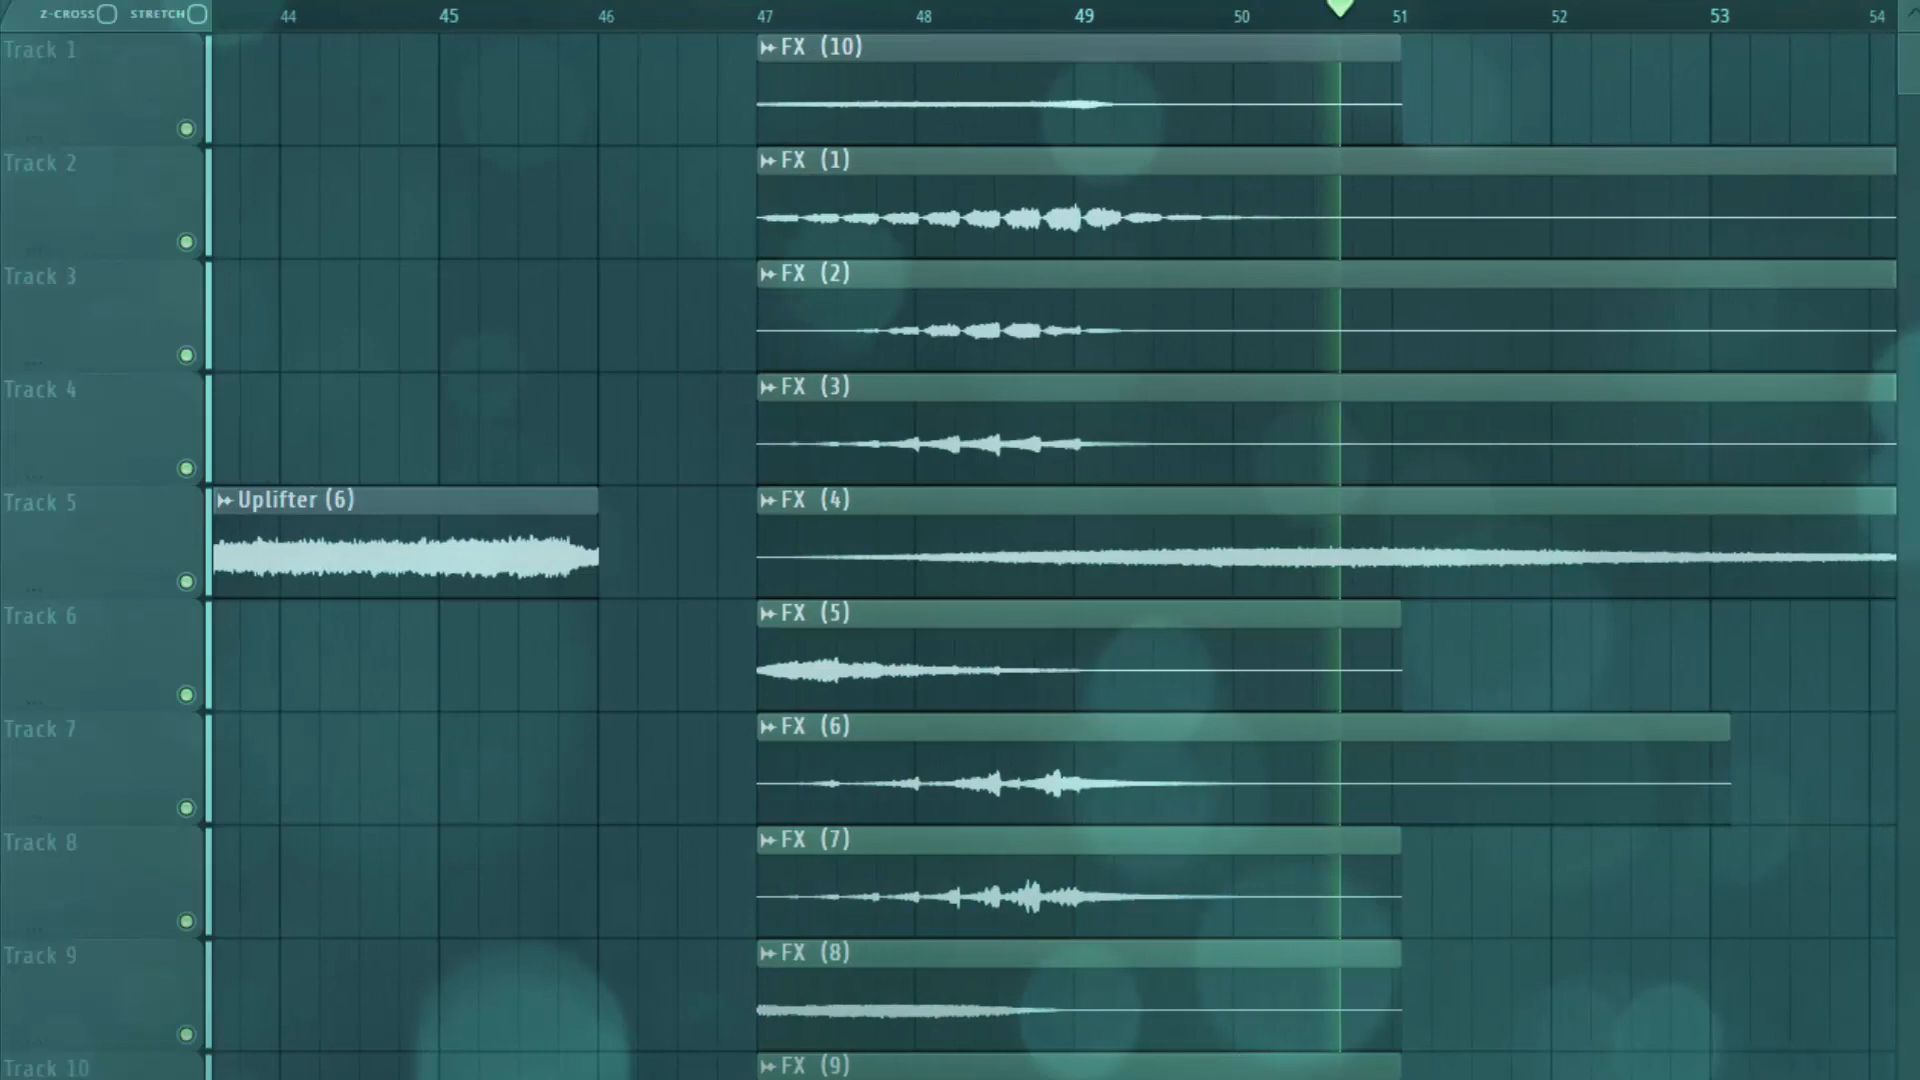 Z-CROSS STRETCH 44 45 46 47 48 49 50 51 52 53 54
Track 1 FX (10)
Track 2 FX (1)
Track 3 FX (2)
Track 4 FX (3)
Track 5 Uplifter (6) FX (4)
Track 6 FX (5)
Track 7 FX (6)
Track 8 FX (7)
Track 9 FX (8)
Track 10 FX (9)